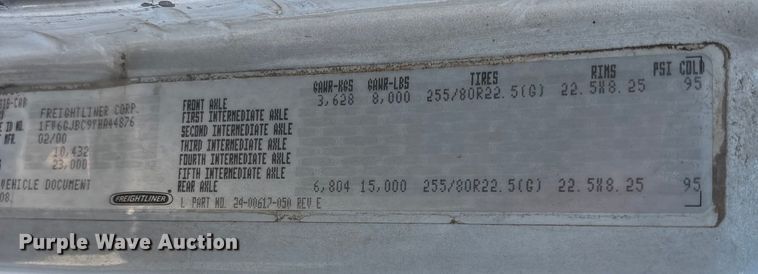 GAWR-KGS GAWR-LBS TIRES RIMS PSI COLD
FREIGHTLINER CORP. FRONT AXLE 3,628 8,000 255/80R22.5(G) 22.5X8.25 95
FIRST INTERMEDIATE AXLE
SECOND INTERMEDIATE AXLE
02/00 THIRD INTERMEDIATE AXLE
10,432 FOURTH INTERMEDIATE AXLE
23,000 FIFTH INTERMEDIATE AXLE
VEHICLE DOCUMENT REAR AXLE 6,804 15,000 255/80R22.5(G) 22.5X8.25 95
FREIGHTLINER L PART NO. 24-00617-050 REV E
Purple Wave Auction